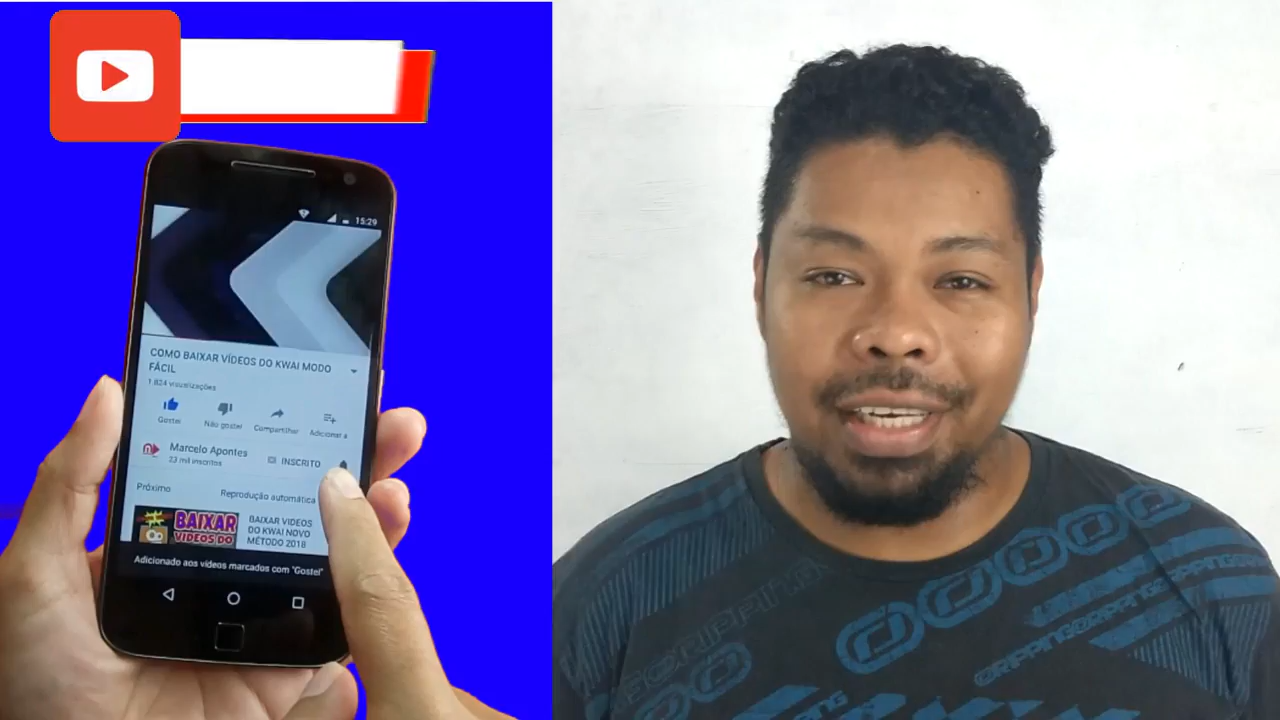 15:29
COMO BAIXAR VÍDEOS DO KWAI MODO
FÁCIL
1.824 visualizações
Gostei
Não gostei
Compartilhar
Adicionar a
Marcelo Apontes
23 mil inscritos
INSCRITO
Próximo
Reprodução automática
BAIXAR
VIDEOS DO
BAIXAR VIDEOS
DO KWAI NOVO
MÉTODO 2018
Adicionado aos vídeos marcados com "Gostei"